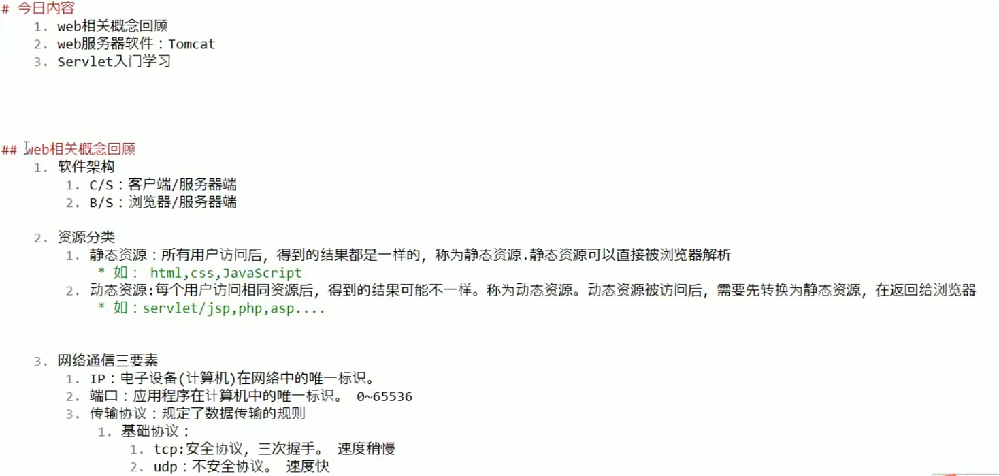 # 今日内容
1. web相关概念回顾
2. web服务器软件：Tomcat
3. Servlet入门学习
## web相关概念回顾
1. 软件架构
1. C/S：客户端/服务器端
2. B/S：浏览器/服务器端
2. 资源分类
1. 静态资源：所有用户访问后，得到的结果都是一样的，称为静态资源.静态资源可以直接被浏览器解析
* 如： html,css,JavaScript
2. 动态资源:每个用户访问相同资源后，得到的结果可能不一样。称为动态资源。动态资源被访问后，需要先转换为静态资源，在返回给浏览器
* 如：servlet/jsp,php,asp....
3. 网络通信三要素
1. IP：电子设备(计算机)在网络中的唯一标识。
2. 端口：应用程序在计算机中的唯一标识。 0~65536
3. 传输协议：规定了数据传输的规则
1. 基础协议：
1. tcp:安全协议，三次握手。 速度稍慢
2. udp：不安全协议。 速度快